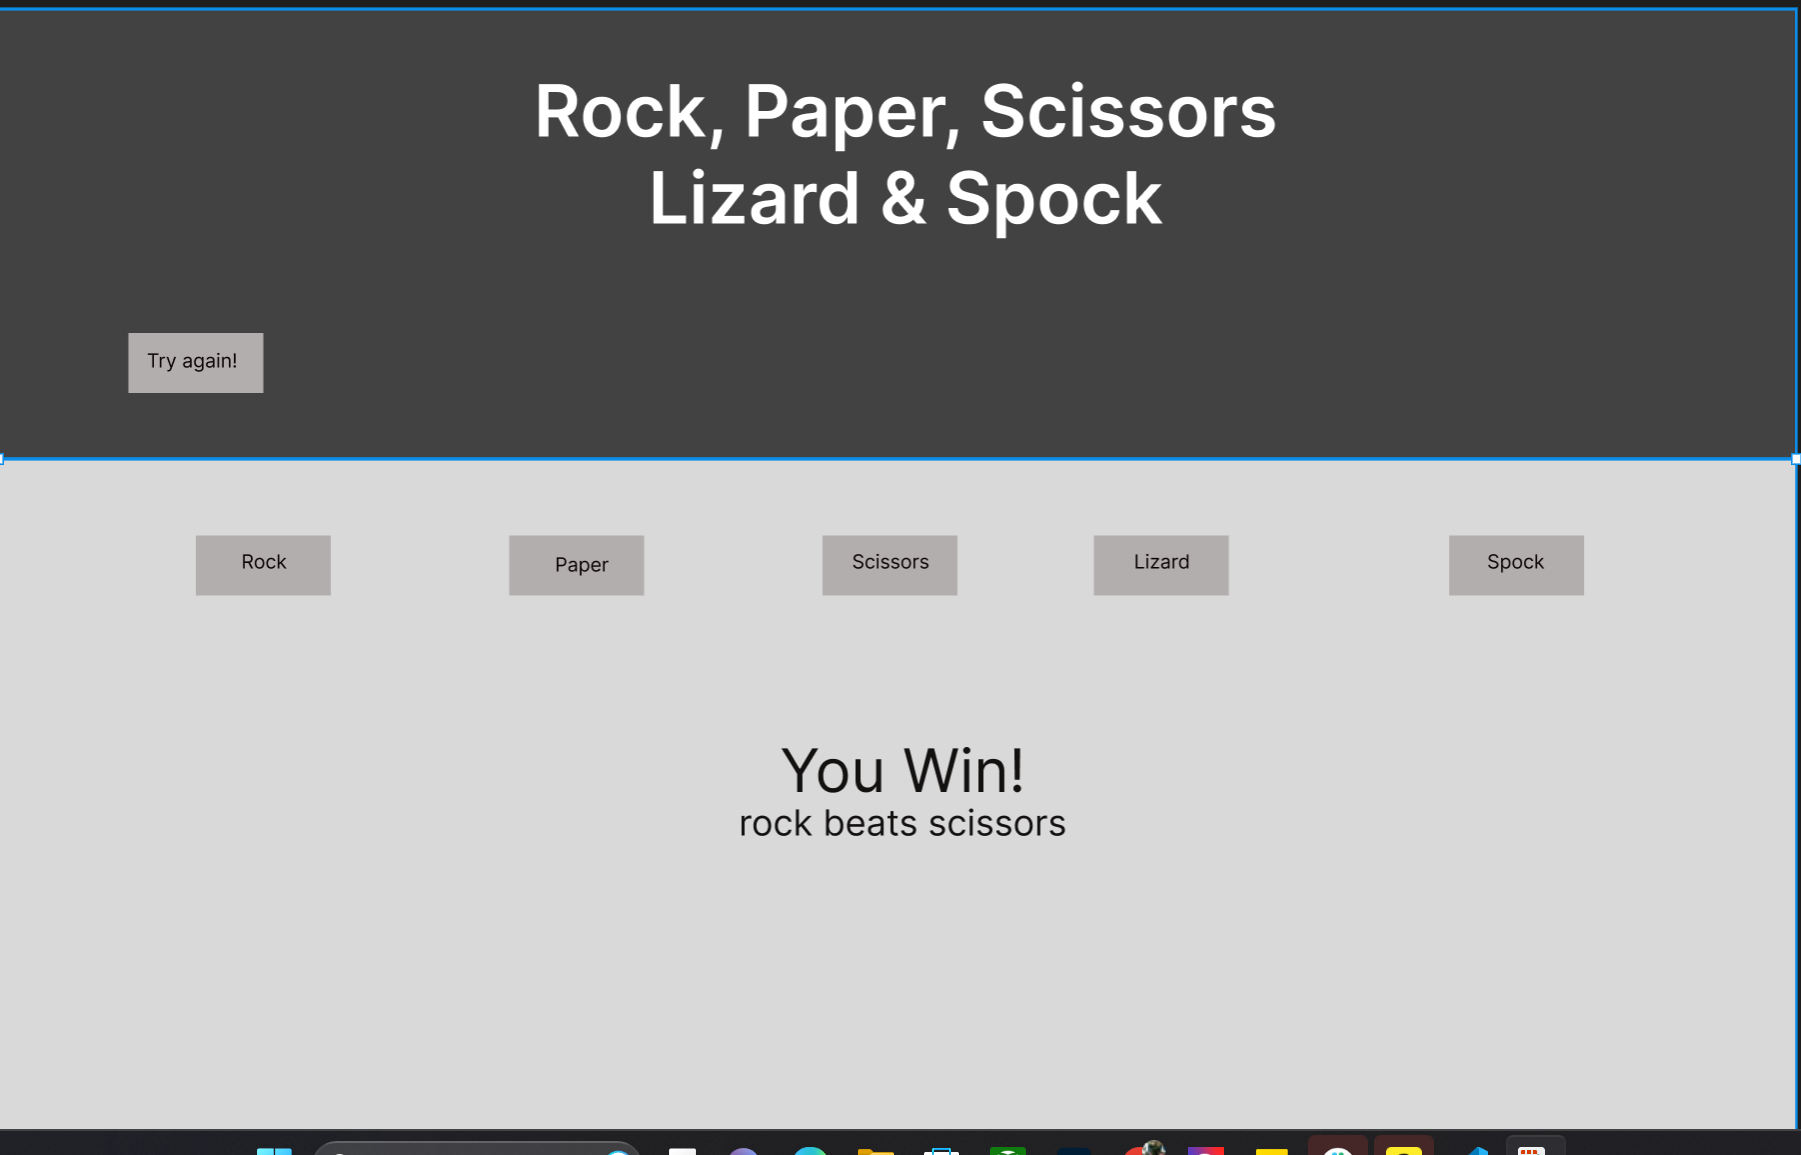 Rock, Paper, Scissors
Lizard & Spock
Try again!
Rock
Paper
Scissors
Lizard
Spock
You Win!
rock beats scissors